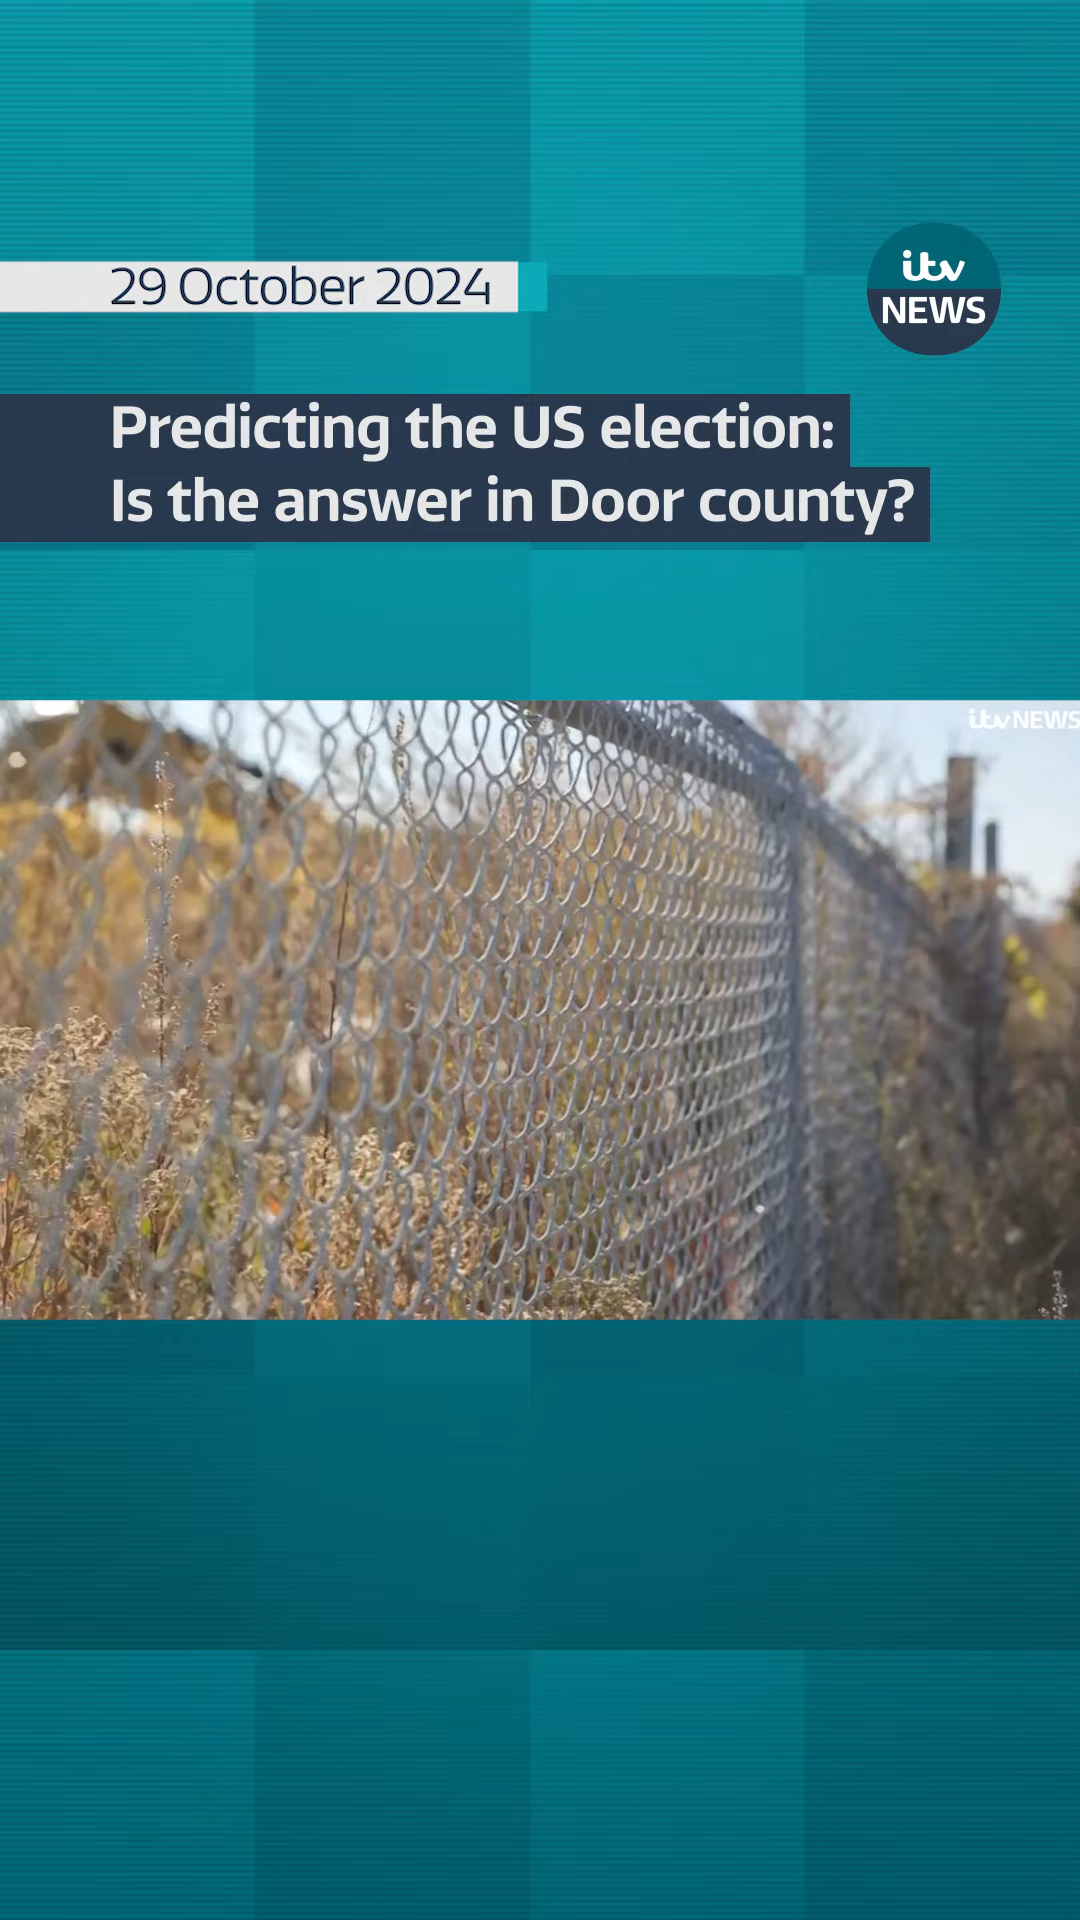 29 October 2024
itv
NEWS
Predicting the US election:
Is the answer in Door county?
itv NEWS